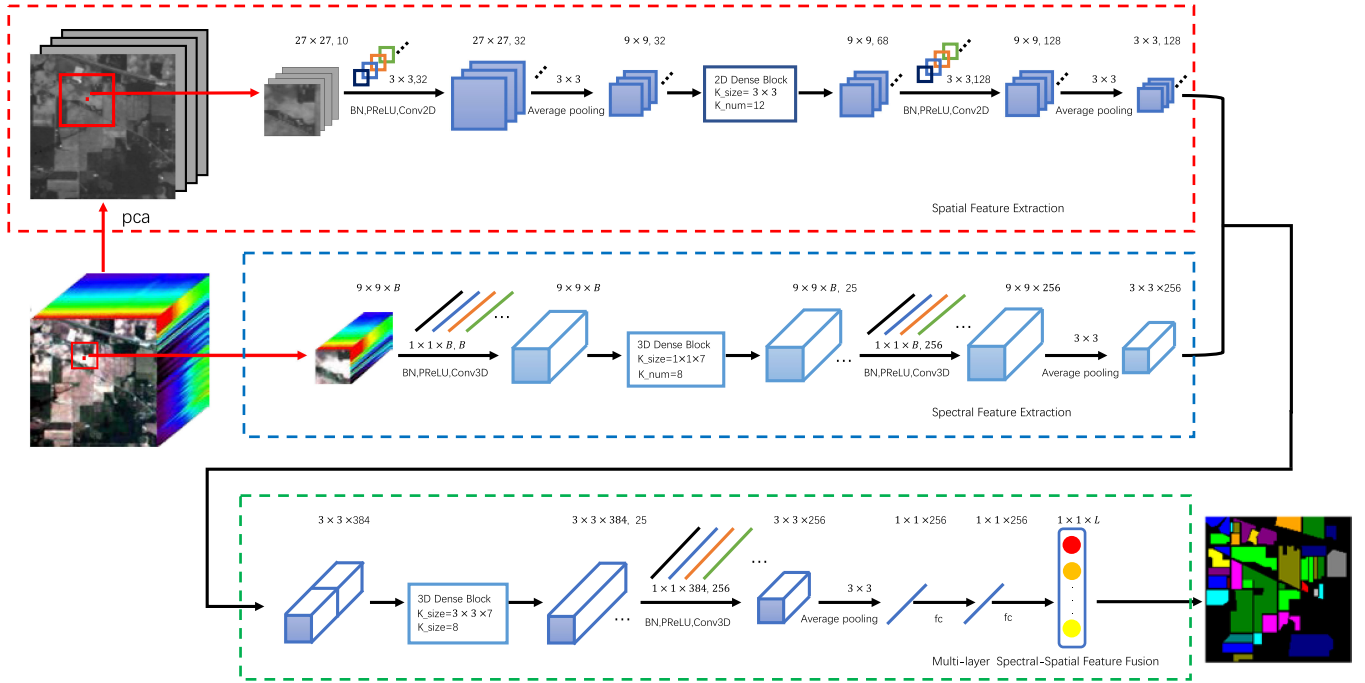 27 × 27, 10
27 × 27, 32
9 × 9, 32
9 × 9, 68
9 × 9, 128
3 × 3, 128
3 × 3,32
BN,PReLU,Conv2D
3 × 3
Average pooling
2D Dense Block
K_size= 3 × 3
K_num=12
3 × 3,128
BN,PReLU,Conv2D
3 × 3
Average pooling
Spatial Feature Extraction
pca
9 × 9 × B
9 × 9 × B
9 × 9 × B, 25
9 × 9 ×256
3 × 3 ×256
...
1 × 1 × B, B
BN,PReLU,Conv3D
3D Dense Block
K_size=1×1×7
K_num=8
...
...
1 × 1 × B, 256
BN,PReLU,Conv3D
3 × 3
Average pooling
Spectral Feature Extraction
3 × 3 ×384
3 × 3 × 384, 25
3 × 3 ×256
1 × 1 ×256
1 × 1 ×256
1 × 1 × L
3D Dense Block
K_size=3 × 3 ×7
K_size=8
...
...
1 × 1 × 384, 256
BN,PReLU,Conv3D
3 × 3
Average pooling
fc
fc
Multi-layer Spectral-Spatial Feature Fusion